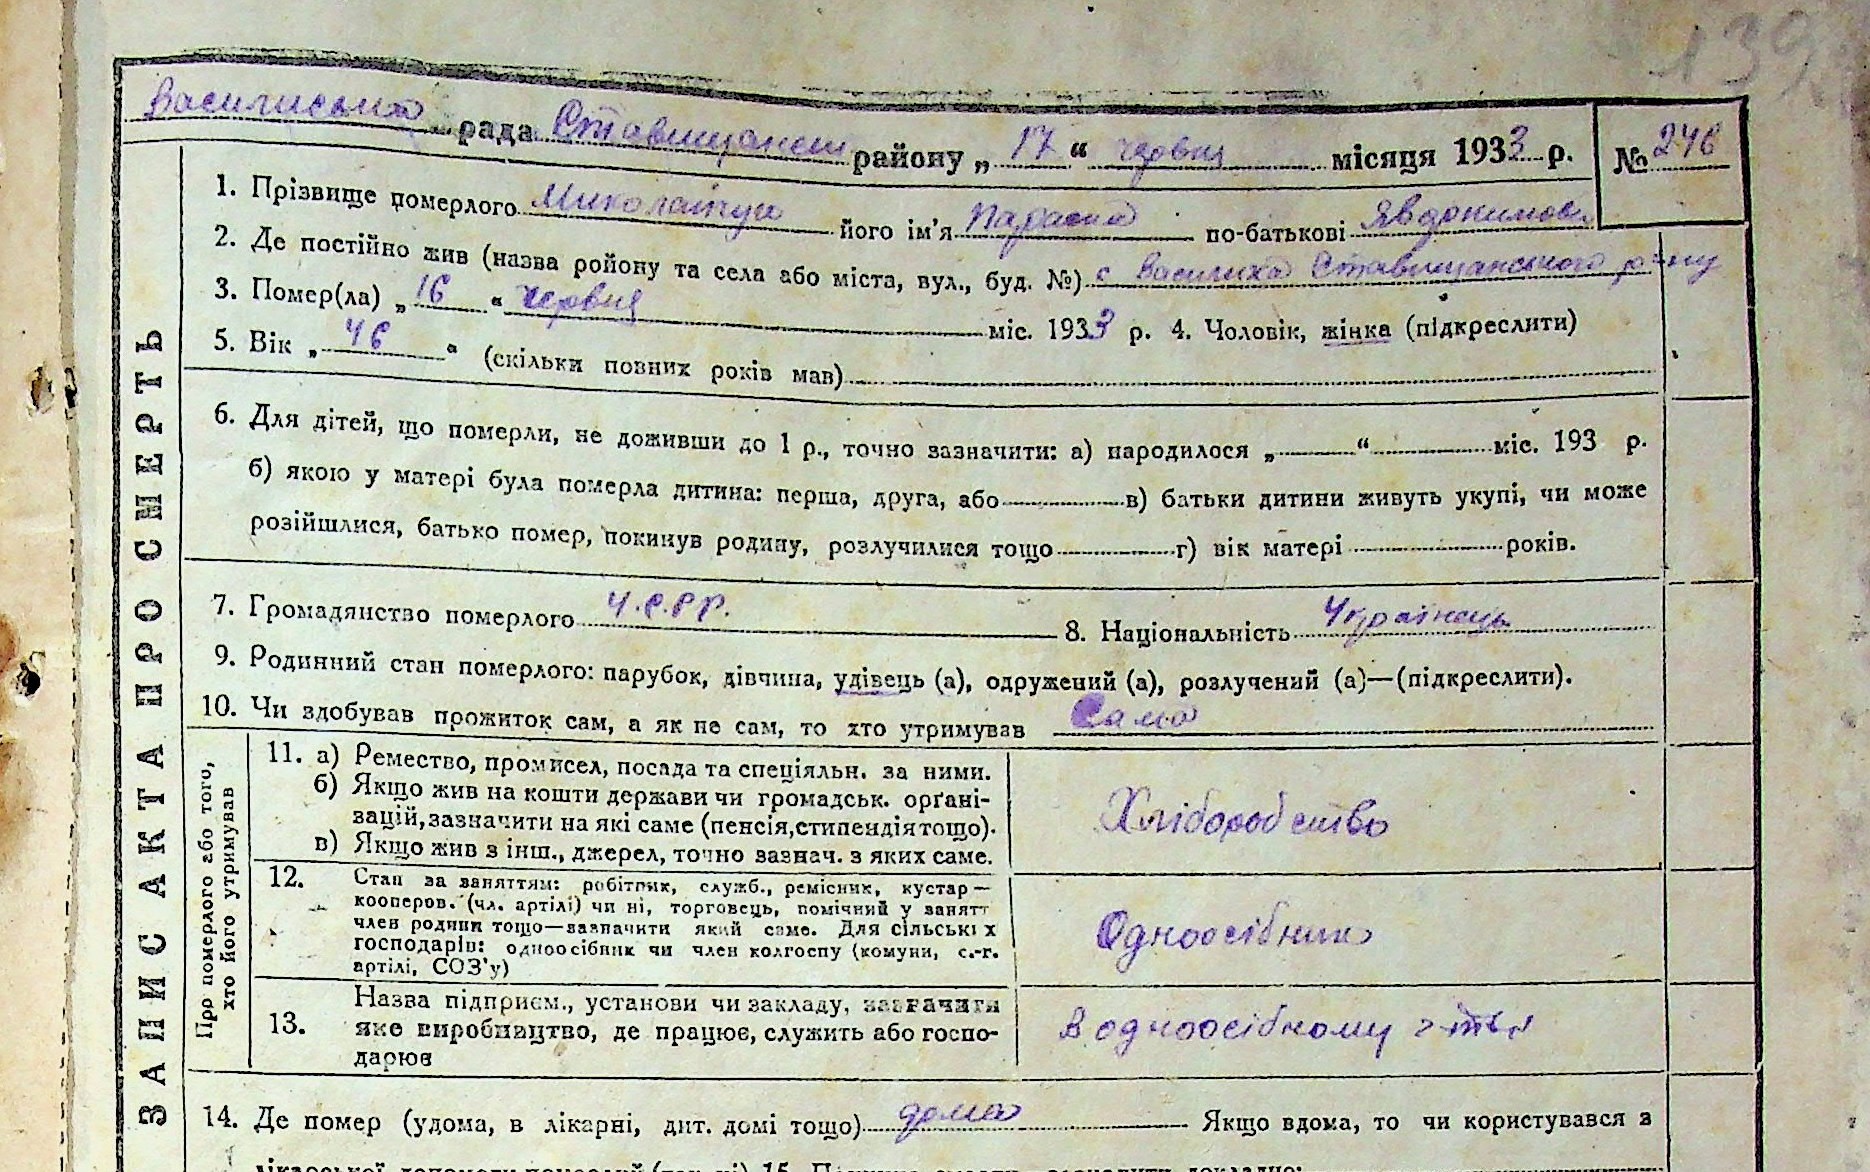 139
рада Ставищанськ району „ 17 “ червня місяця 1933 р. № 246
1. Прізвище померлого його ім'я Параска по-батькові Явдокимовн
2. Де постійно жив (назва ройону та села або міста, вул., буд. №) с Василиха Ставищанського р-ну
3. Помер(ла) „ 16 “ червня міс. 1933 р. 4. Чоловік, жінка (підкреслити)
5. Вік „ 46 “ (скільки повних років мав)
6. Для дітей, що померли, не доживши до 1 р., точно зазначити: а) народилося „ “ міс. 193 р.
б) якою у матері була померла дитина: перша, друга, або в) батьки дитини живуть укупі, чи може
розійшлися, батько помер, покинув родину, розлучилися тощо г) вік матері років.
7. Громадянство померлого У.С.Р.Р. 8. Національність Українець
9. Родинний стан померлого: парубок, дівчина, удівець (а), одружений (а), розлучений (а)—(підкреслити).
10. Чи здобував прожиток сам, а як не сам, то хто утримував Сама
ЗАПИС АКТА ПРО СМЕРТЬ
Про померлого або того,
хто його утримував
11. а) Ремество, промисел, посада та спеціяльн. за ними.
б) Якщо жив на кошти держави чи громадськ. орґані-
зацій, зазначити на які саме (пенсія, стипендія тощо).
в) Якщо жив з інш., джерел, точно зазнач. з яких саме.
Хліборобство
12. Стан за заняттям: робітник, служб., ремісник, кустар—
кооперов. (чл. артілі) чи ні, торговець, помічний у занятт
член родини тощо—зазначити який саме. Для сільськіх
господарів: одноосібник чи член колгоспу (комуни, с.-г.
артілі, СОЗ'у)
Одноосібник
13. Назва підприєм., установи чи закладу, зазначити
яке виробництво, де працює, служить або госпо-
дарює
В одноосібному г-тві
14. Де помер (удома, в лікарні, дит. домі тощо) дома Якщо вдома, то чи користувався з